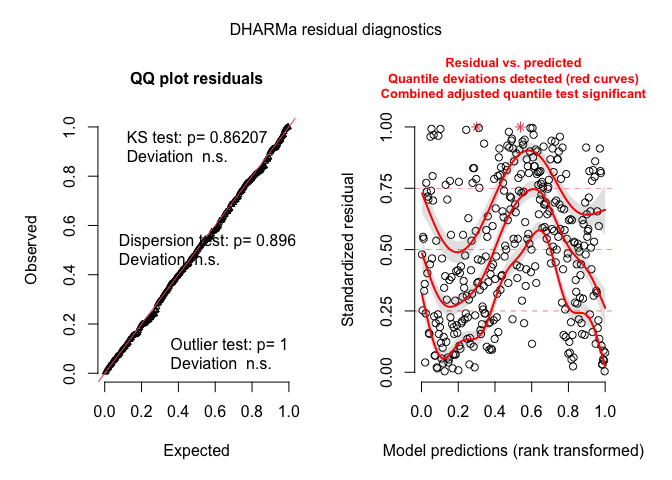 DHARMa residual diagnostics
QQ plot residuals
KS test: p= 0.86207
Deviation n.s.
Dispersion test: p= 0.896
Deviation n.s.
Outlier test: p= 1
Deviation n.s.
Observed
0.0 0.2 0.4 0.6 0.8 1.0
0.0 0.2 0.4 0.6 0.8 1.0
Expected
Residual vs. predicted
Quantile deviations detected (red curves)
Combined adjusted quantile test significant
Standardized residual
0.00 0.25 0.50 0.75 1.00
0.0 0.2 0.4 0.6 0.8 1.0
Model predictions (rank transformed)